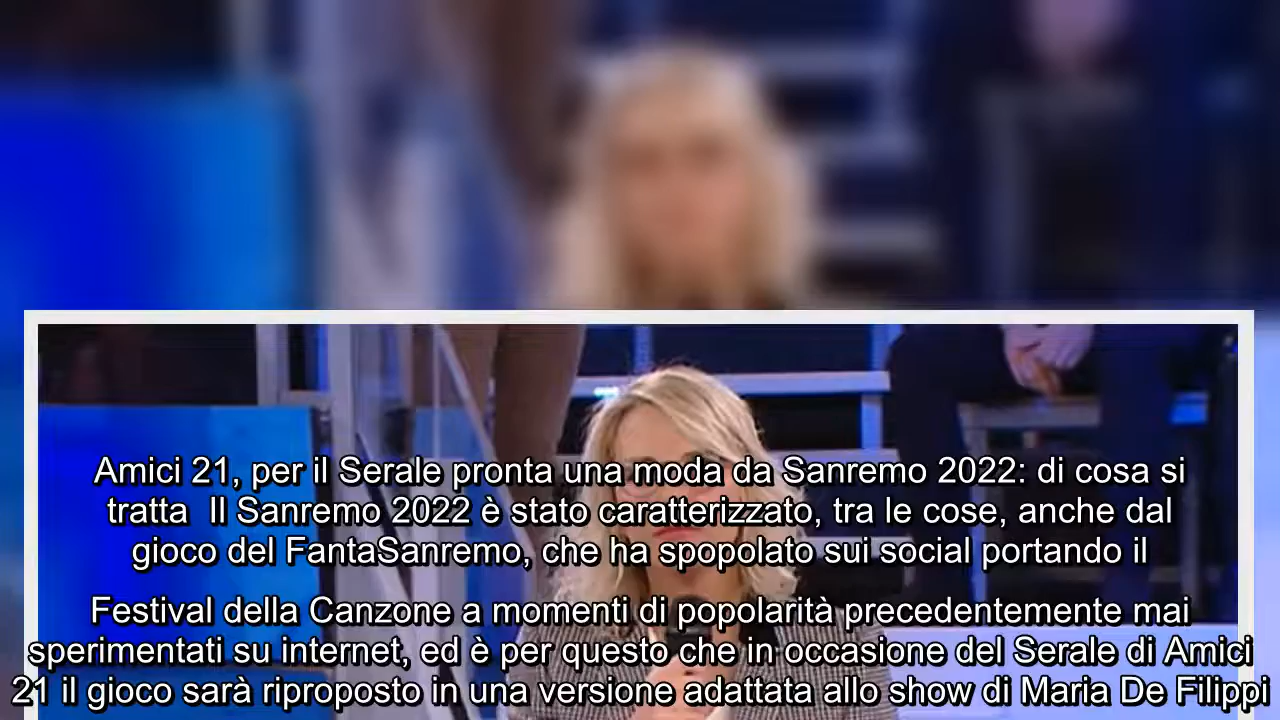 Amici 21, per il Serale pronta una moda da Sanremo 2022: di cosa si
tratta  Il Sanremo 2022 è stato caratterizzato, tra le cose, anche dal
gioco del FantaSanremo, che ha spopolato sui social portando il
Festival della Canzone a momenti di popolarità precedentemente mai
sperimentati su internet, ed è per questo che in occasione del Serale di Amici
21 il gioco sarà riproposto in una versione adattata allo show di Maria De Filippi